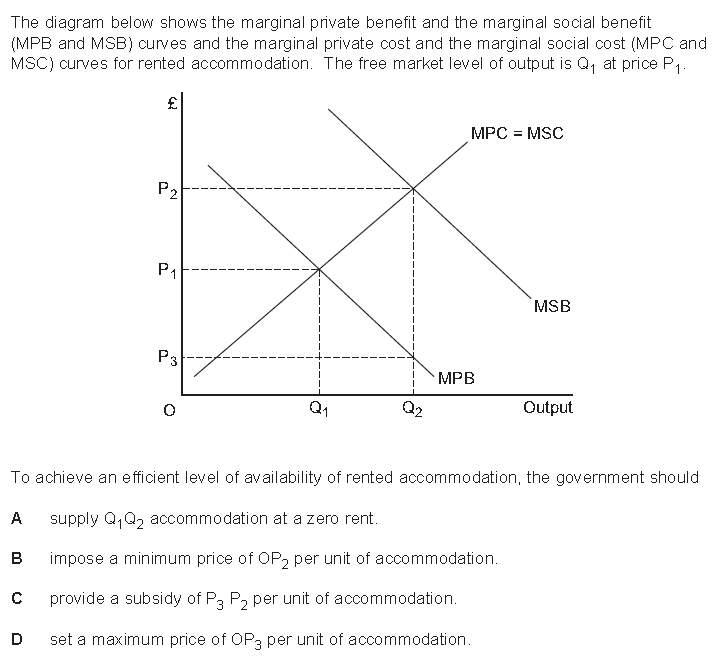 The diagram below shows the marginal private benefit and the marginal social benefit
(MPB and MSB) curves and the marginal private cost and the marginal social cost (MPC and
MSC) curves for rented accommodation. The free market level of output is Q₁ at price P₁.
£
MPC = MSC
P₂
P₁
MSB
P₃
MPB
O
Q₁
Q₂
Output
To achieve an efficient level of availability of rented accommodation, the government should
A supply Q₁Q₂ accommodation at a zero rent.
B impose a minimum price of OP₂ per unit of accommodation.
C provide a subsidy of P₃ P₂ per unit of accommodation.
D set a maximum price of OP₃ per unit of accommodation.